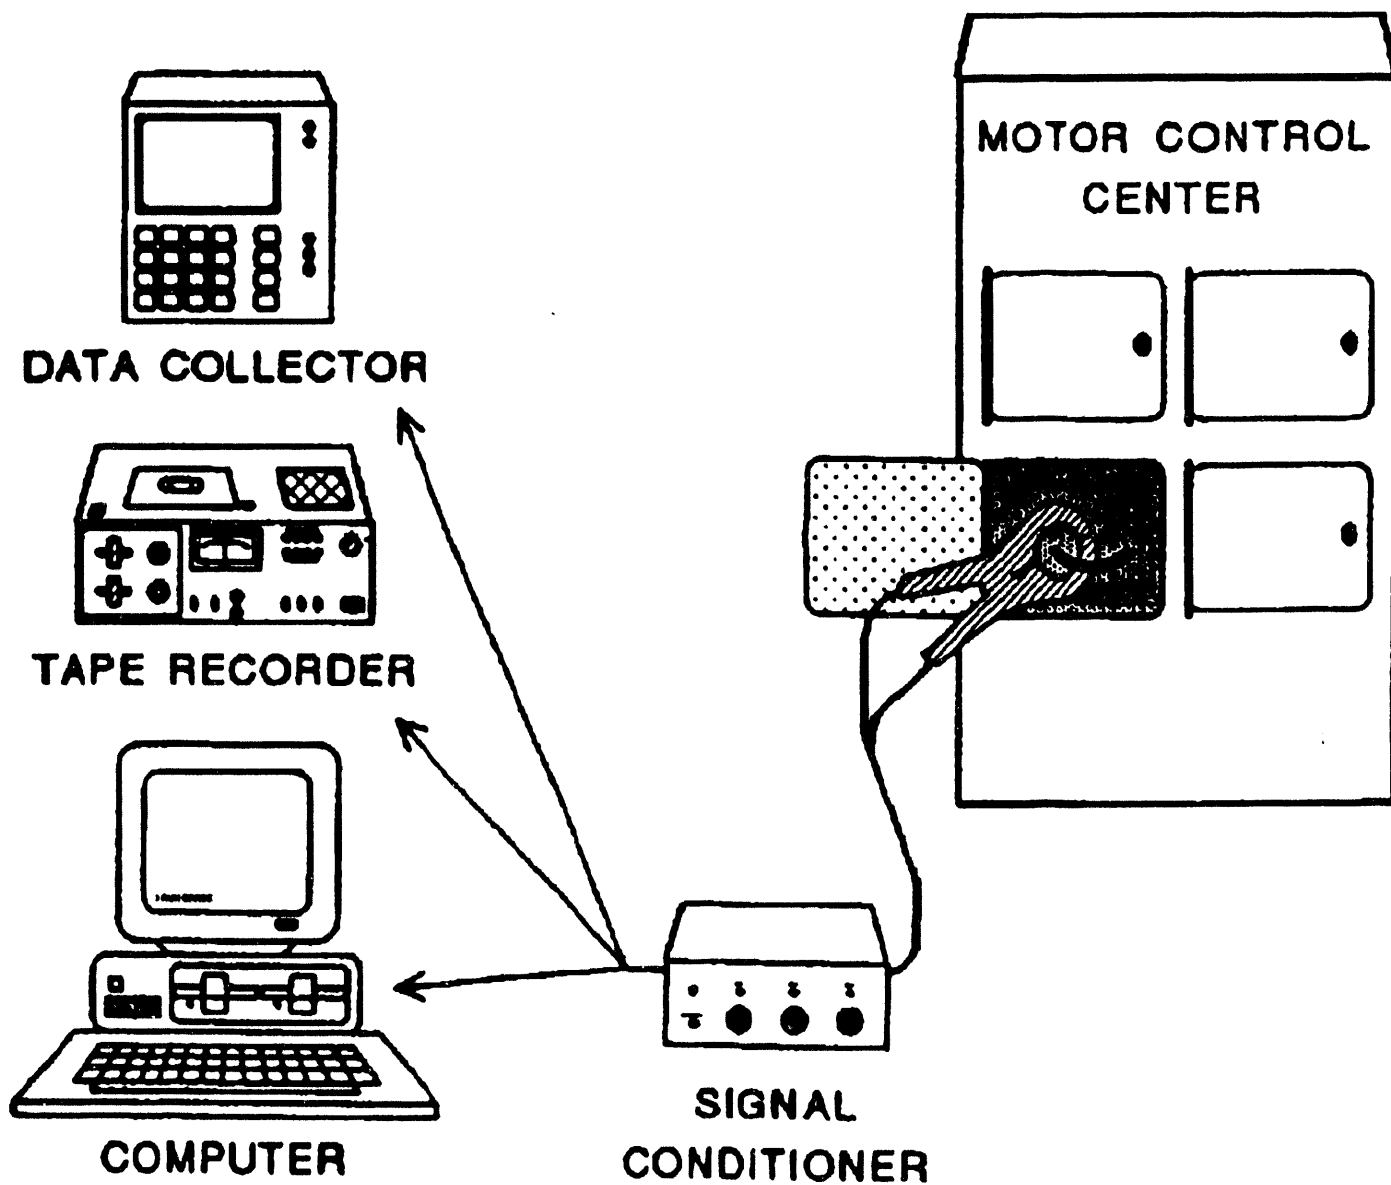 MOTOR CONTROL
CENTER
DATA COLLECTOR
TAPE RECORDER
COMPUTER
SIGNAL
CONDITIONER